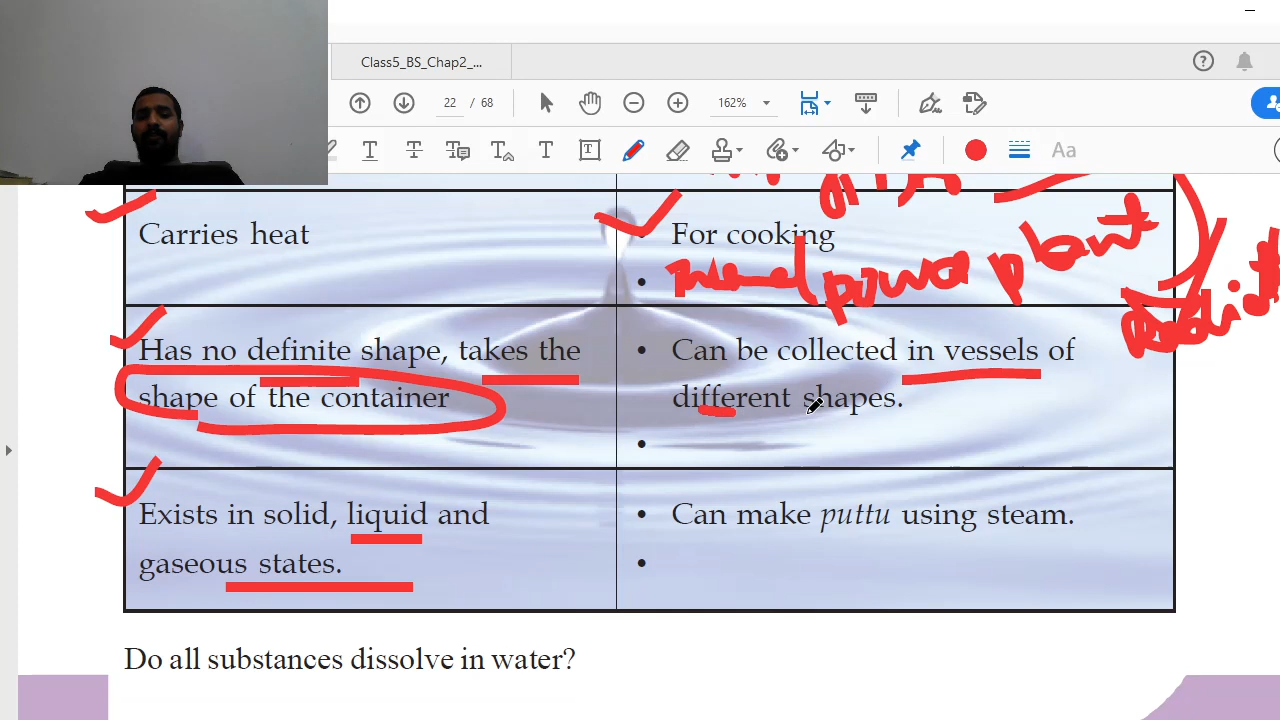 Class5_BS_Chap2_...
22 / 68
162%
Aa
Carries heat
• For cooking
• power plant
Has no definite shape, takes the
shape of the container
• Can be collected in vessels of
different shapes.
•
Exists in solid, liquid and
gaseous states.
• Can make puttu using steam.
•
Do all substances dissolve in water?